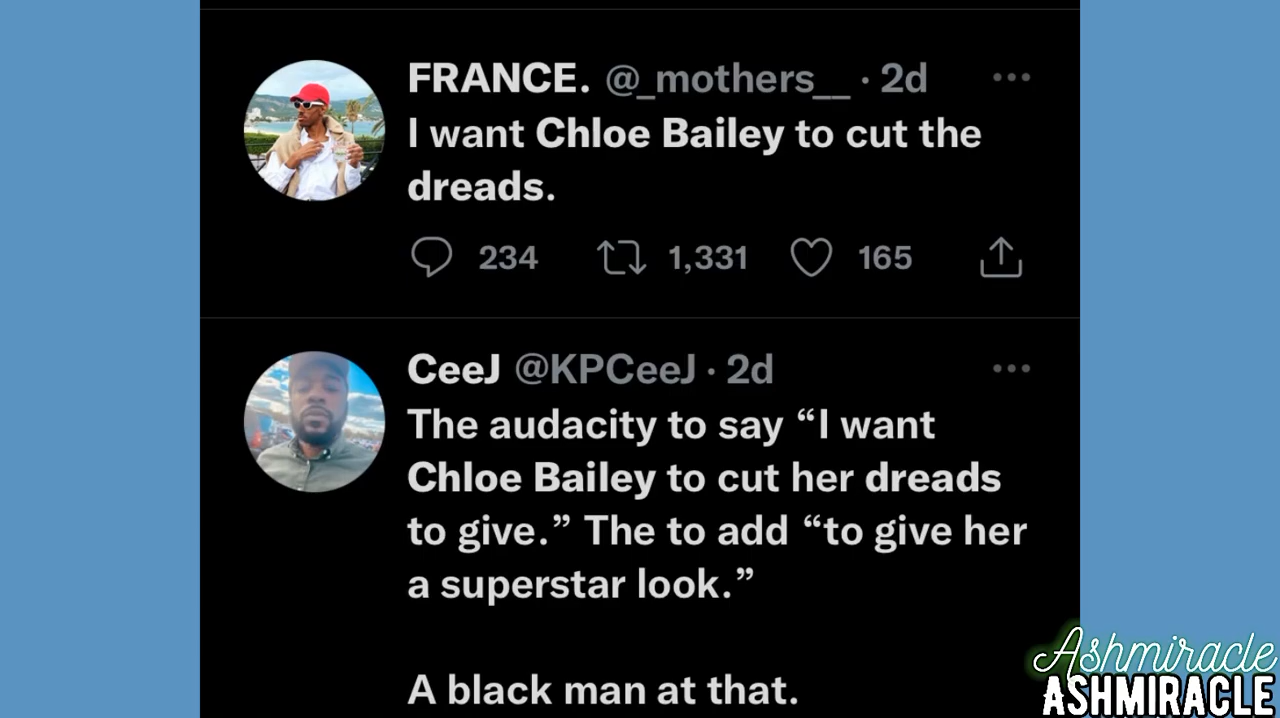 FRANCE. @_mothers__ · 2d
I want Chloe Bailey to cut the
dreads.
234 1,331 165
CeeJ @KPCeeJ · 2d
The audacity to say “I want
Chloe Bailey to cut her dreads
to give.” The to add “to give her
a superstar look.”
A black man at that.
Ashmiracle
ASHMIRACLE